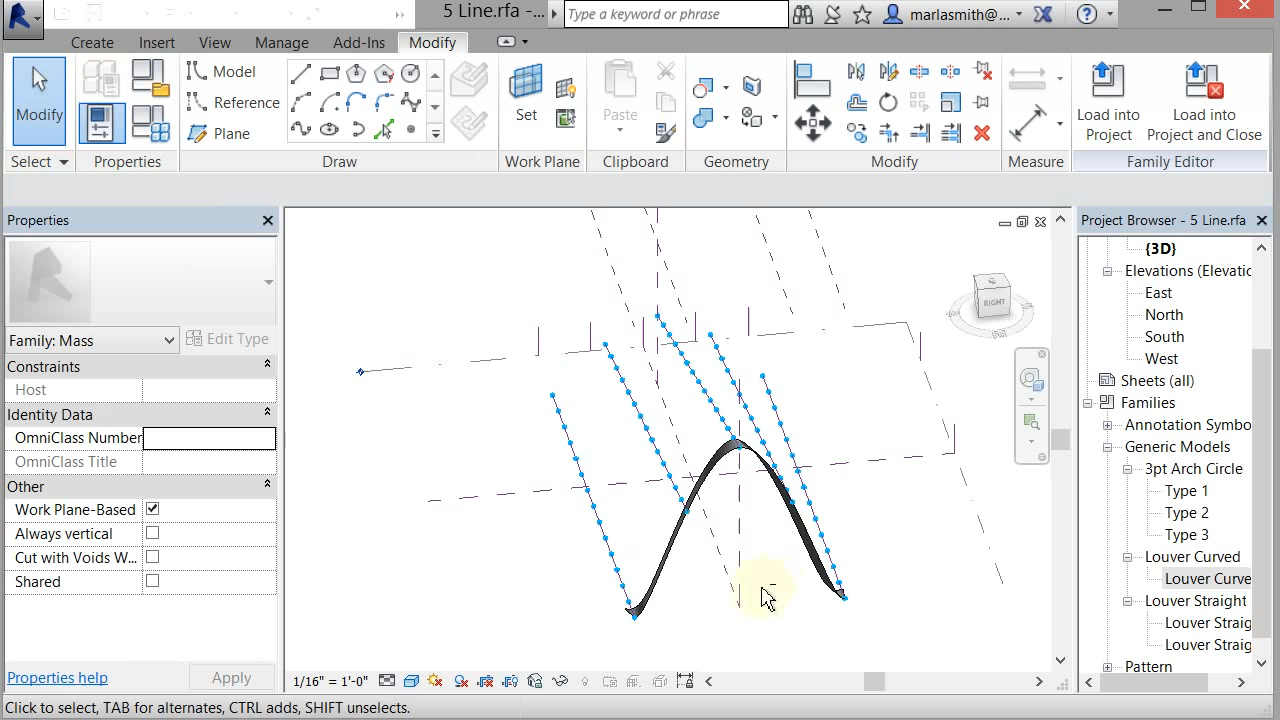 5 Line.rfa -...
Type a keyword or phrase
marlasmith@...
Create Insert View Manage Add-Ins Modify
Modify
Model
Reference
Plane
Set
Paste
Load into Project
Load into Project and Close
Select Properties Draw Work Plane Clipboard Geometry Modify Measure Family Editor
Properties
Family: Mass
Edit Type
Constraints
Host
Identity Data
OmniClass Number
OmniClass Title
Other
Work Plane-Based
Always vertical
Cut with Voids W...
Shared
Properties help
Apply
RIGHT
1/16" = 1'-0"
Project Browser - 5 Line.rfa
{3D}
Elevations (Elevatic
East
North
South
West
Sheets (all)
Families
Annotation Symbo
Generic Models
3pt Arch Circle
Type 1
Type 2
Type 3
Louver Curved
Louver Curve
Louver Straight
Louver Straig
Louver Straig
Pattern
Click to select, TAB for alternates, CTRL adds, SHIFT unselects.